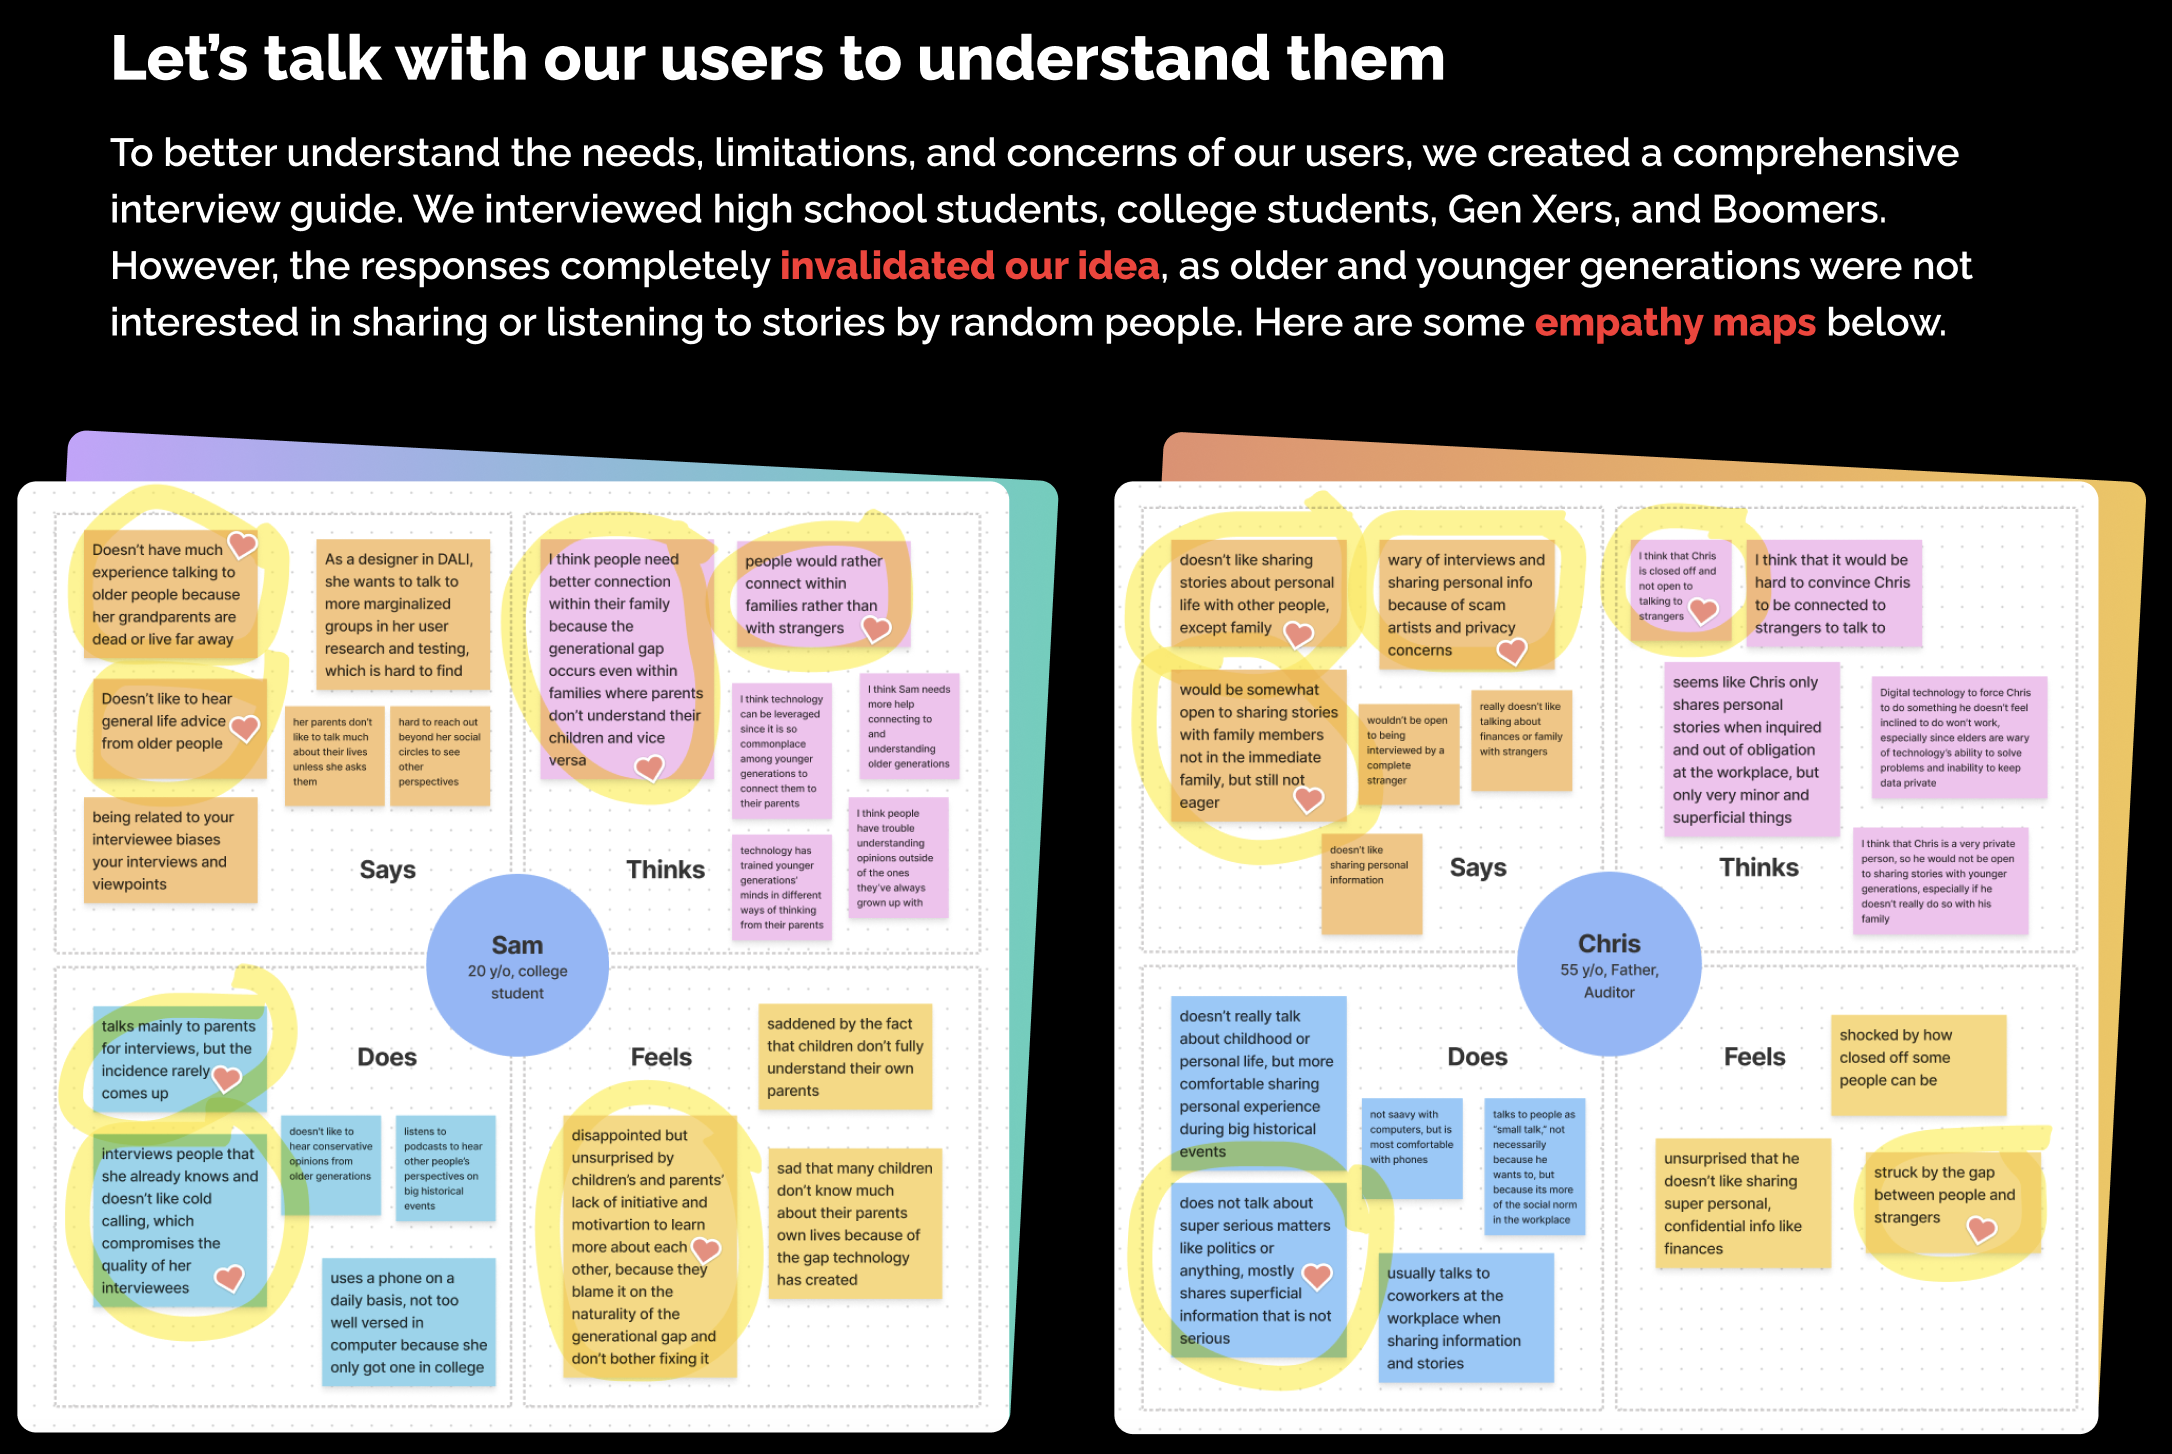 Let's talk with our users to understand them
To better understand the needs, limitations, and concerns of our users, we created a comprehensive
interview guide. We interviewed high school students, college students, Gen Xers, and Boomers.
However, the responses completely invalidated our idea, as older and younger generations were not
interested in sharing or listening to stories by random people. Here are some empathy maps below.
Doesn't have much
experience talking to
older people because
her grandparents are
dead or live far away
As a designer in DALI,
she wants to talk to
more marginalized
groups in her user
research and testing,
which is hard to find
Doesn't like to hear
general life advice
from older people
her parents don't
like to talk much
about their lives
unless she asks
them
hard to reach out
beyond her social
circles to see
other
perspectives
being related to your
interviewee biases
your interviews and
viewpoints
Says
I think people need
better connection
within their family
because the
generational gap
occurs even within
families where parents
don't understand their
children and vice
versa
people would rather
connect within
families rather than
with strangers
I think technology
can be leveraged
since it is so
commonplace
among younger
generations to
connect them to
their parents
I think Sam needs
more help
connecting to
and
understanding
older generations
technology has
trained younger
generations'
minds in different
ways of thinking
from their parents
I think people
have trouble
understanding
opinions outside
of the ones
they've always
grown up with
Thinks
Sam
20 y/o, college
student
talks mainly to parents
for interviews, but the
incidence rarely
comes up
Does
interviews people that
she already knows and
doesn't like cold
calling, which
compromises the
quality of her
interviewees
doesn't like to
hear conservative
opinions from
older generations
listens to
podcasts to hear
other people's
perspectives on
big historical
events
uses a phone on a
daily basis, not too
well versed in
computer because she
only got one in college
Feels
saddened by the fact
that children don't fully
understand their own
parents
disappointed but
unsurprised by
children's and parents'
lack of initiative and
motivartion to learn
more about each
other, because they
blame it on the
naturality of the
generational gap and
don't bother fixing it
sad that many children
don't know much
about their parents
own lives because of
the gap technology
has created
doesn't like sharing
stories about personal
life with other people,
except family
wary of interviews and
sharing personal info
because of scam
artists and privacy
concerns
would be somewhat
open to sharing stories
with family members
not in the immediate
family, but still not
eager
wouldn't be open
to being
interviewed by a
complete
stranger
really doesn't like
talking about
finances or family
with strangers
doesn't like
sharing personal
information
Says
I think that Chris
is closed off and
not open to
talking to
strangers
I think that it would be
hard to convince Chris
to be connected to
strangers to talk to
seems like Chris only
shares personal
stories when inquired
and out of obligation
at the workplace, but
only very minor and
superficial things
Digital technology to force Chris
to do something he doesn't feel
inclined to do won't work,
especially since elders are wary
of technology's ability to solve
problems and inability to keep
data private
I think that Chris is a very private
person, so he would not be open
to sharing stories with younger
generations, especially if he
doesn't really do so with his
family
Thinks
Chris
55 y/o, Father,
Auditor
doesn't really talk
about childhood or
personal life, but more
comfortable sharing
personal experience
during big historical
events
Does
not saavy with
computers, but is
most comfortable
with phones
talks to people as
"small talk," not
necessarily
because he
wants to, but
because its more
of the social norm
in the workplace
does not talk about
super serious matters
like politics or
anything, mostly
shares superficial
information that is not
serious
usually talks to
coworkers at the
workplace when
sharing information
and stories
Feels
shocked by how
closed off some
people can be
unsurprised that he
doesn't like sharing
super personal,
confidential info like
finances
struck by the gap
between people and
strangers